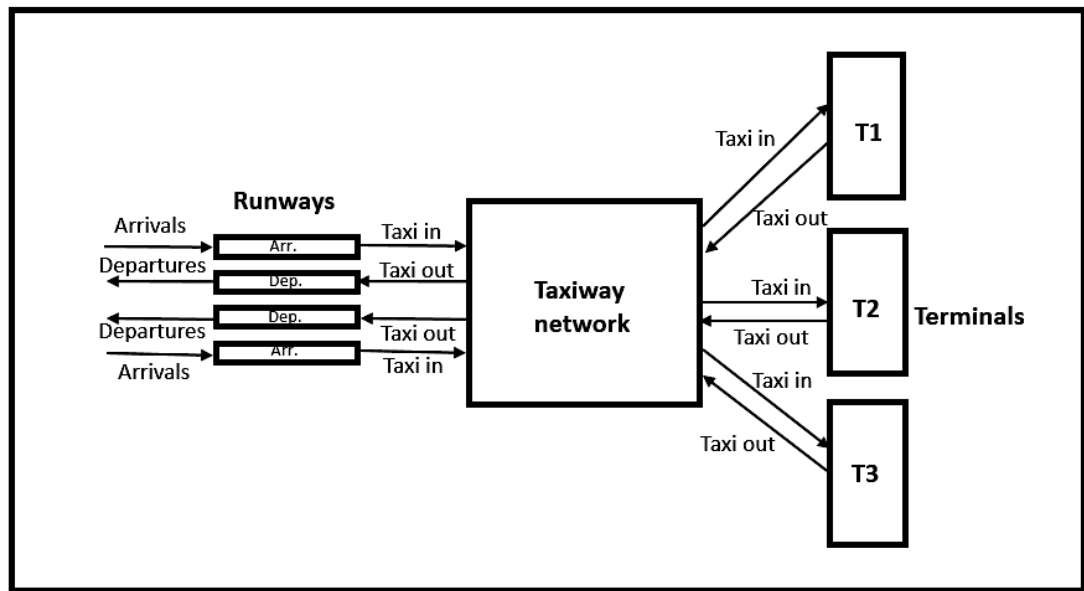 Runways
Arrivals
Arr.
Taxi in
Departures
Dep.
Taxi out
Dep.
Departures
Taxi out
Arr.
Arrivals
Taxi in
Taxiway
network
Taxi in
T1
Taxi out
Taxi in
T2
Terminals
Taxi out
Taxi in
Taxi out
T3